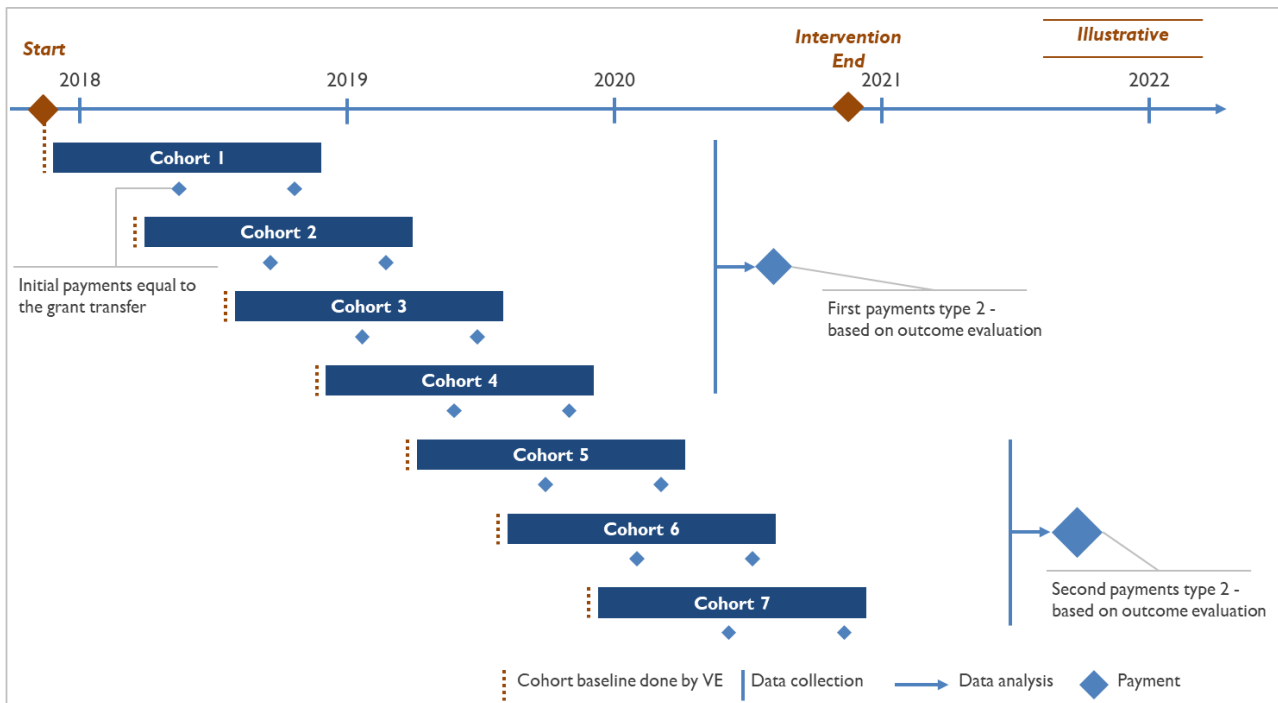 Start
Intervention
End
Illustrative
2018
2019
2020
2021
2022
Cohort 1
Cohort 2
Initial payments equal to
the grant transfer
Cohort 3
First payments type 2 -
based on outcome evaluation
Cohort 4
Cohort 5
Cohort 6
Second payments type 2 -
based on outcome evaluation
Cohort 7
Cohort baseline done by VE
Data collection
Data analysis
Payment